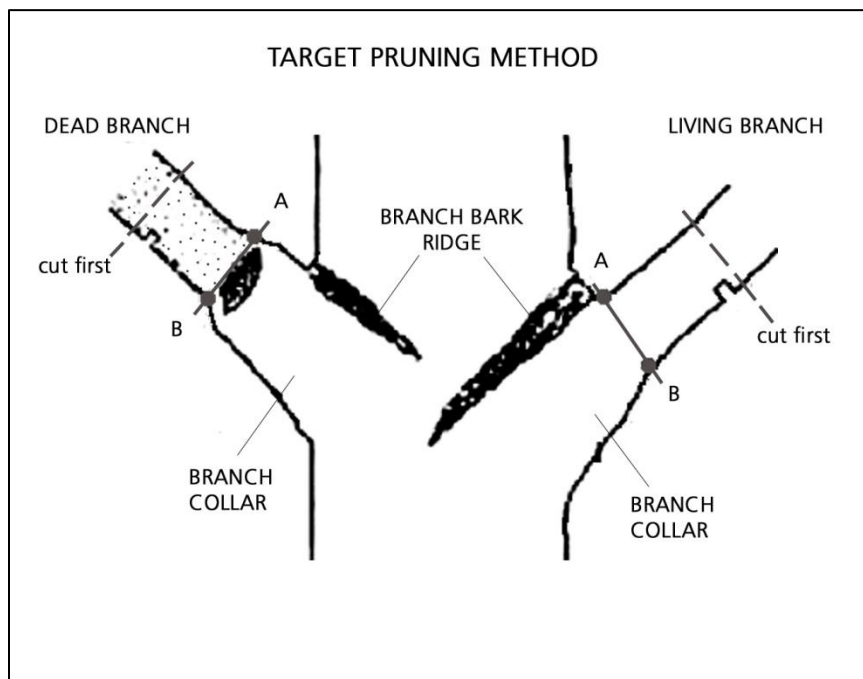 TARGET PRUNING METHOD
DEAD BRANCH
LIVING BRANCH
A
BRANCH BARK
RIDGE
A
cut first
B
cut first
B
BRANCH
COLLAR
BRANCH
COLLAR